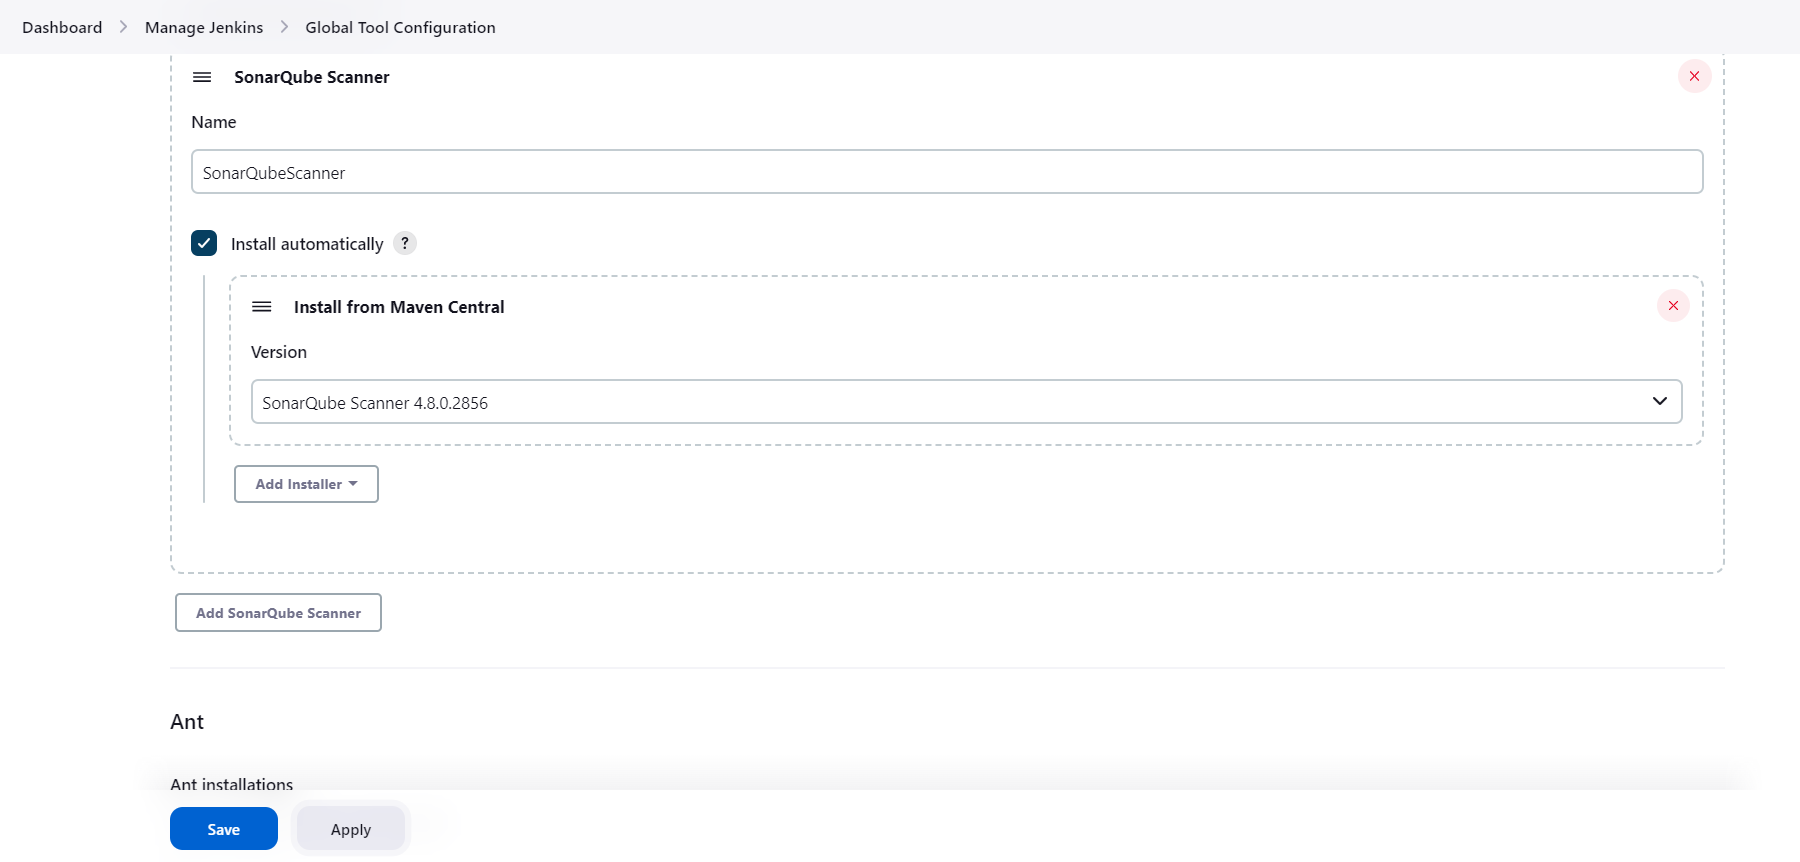 Dashboard > Manage Jenkins > Global Tool Configuration
SonarQube Scanner
Name
SonarQubeScanner
Install automatically ?
Install from Maven Central
Version
SonarQube Scanner 4.8.0.2856
Add Installer
Add SonarQube Scanner
Ant
Ant installations
Save Apply